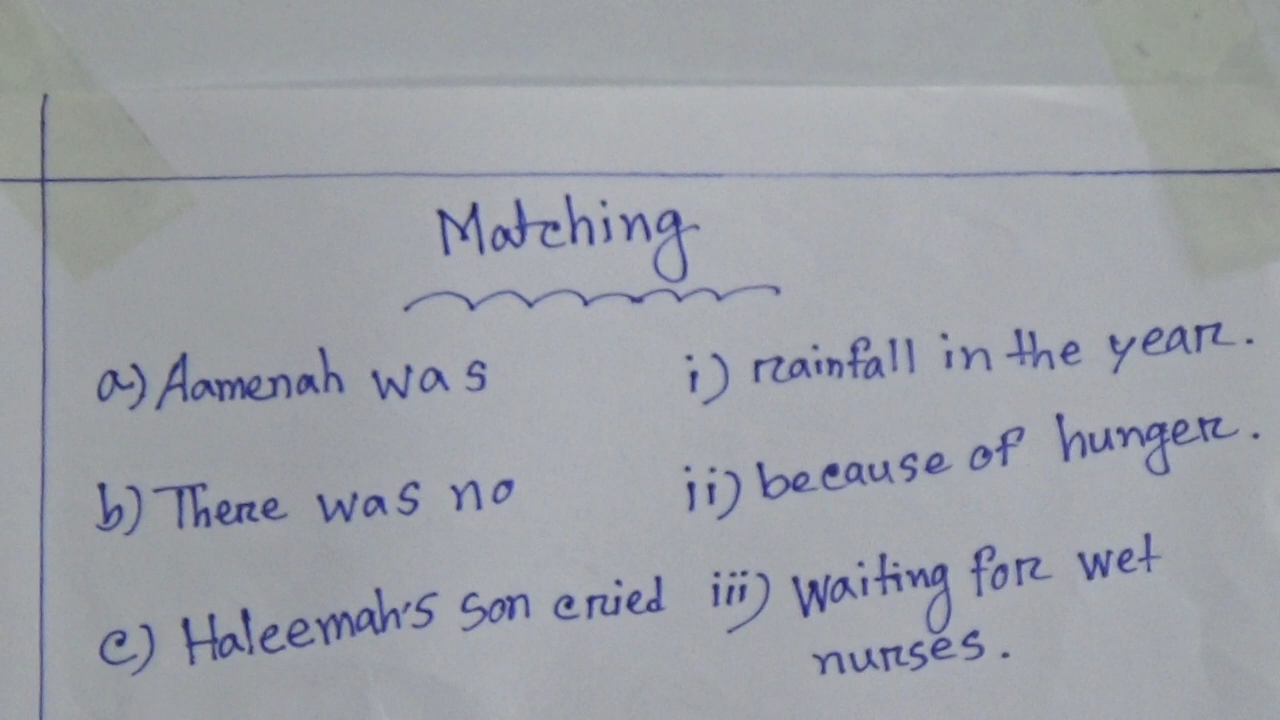 Matching
a) Aamenah was i) rainfall in the year.
b) There was no ii) because of hunger.
c) Haleemah's son cried iii) waiting for wet
nurses.